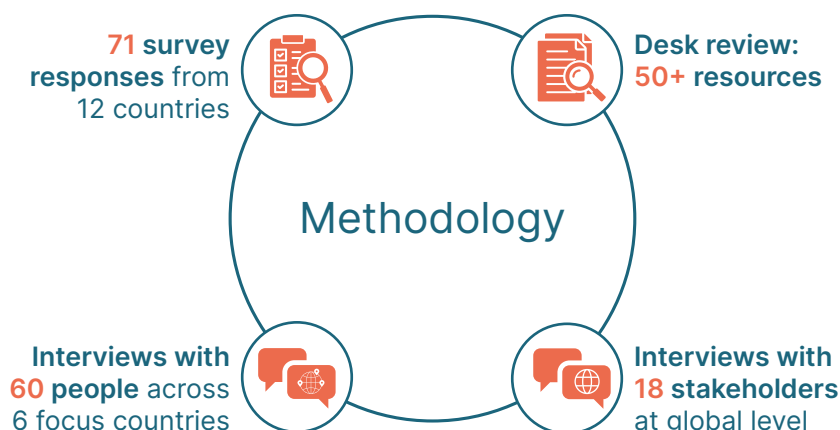 71 survey
responses from
12 countries
Desk review:
50+ resources
Methodology
Interviews with
60 people across
6 focus countries
Interviews with
18 stakeholders
at global level